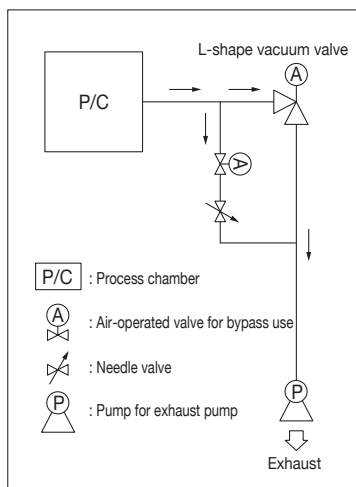 L-shape vacuum valve
A
P/C
A
P/C : Process chamber
A : Air-operated valve for bypass use
: Needle valve
P
P : Pump for exhaust pump
Exhaust